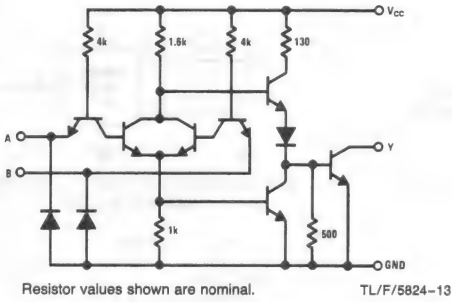 VCC
4k
1.6k
4k
130
A
B
Y
1k
500
GND
Resistor values shown are nominal.
TL/F/5824–13